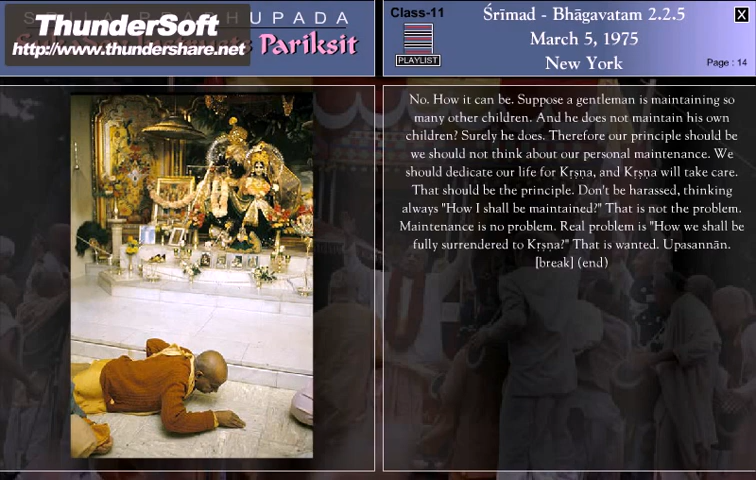 SRILA PRABHUPADA
ThunderSoft
http://www.thundershare.net
Pariksit
Class-11
PLAYLIST
Śrīmad - Bhāgavatam 2.2.5
March 5, 1975
New York
X
Page : 14
No. How it can be. Suppose a gentleman is maintaining so
many other children. And he does not maintain his own
children? Surely he does. Therefore our principle should be
we should not think about our personal maintenance. We
should dedicate our life for Kṛṣṇa, and Kṛṣṇa will take care.
That should be the principle. Don't be harassed, thinking
always "How I shall be maintained?" That is not the problem.
Maintenance is no problem. Real problem is "How we shall be
fully surrendered to Kṛṣṇa?" That is wanted. Upasannān.
[break] (end)